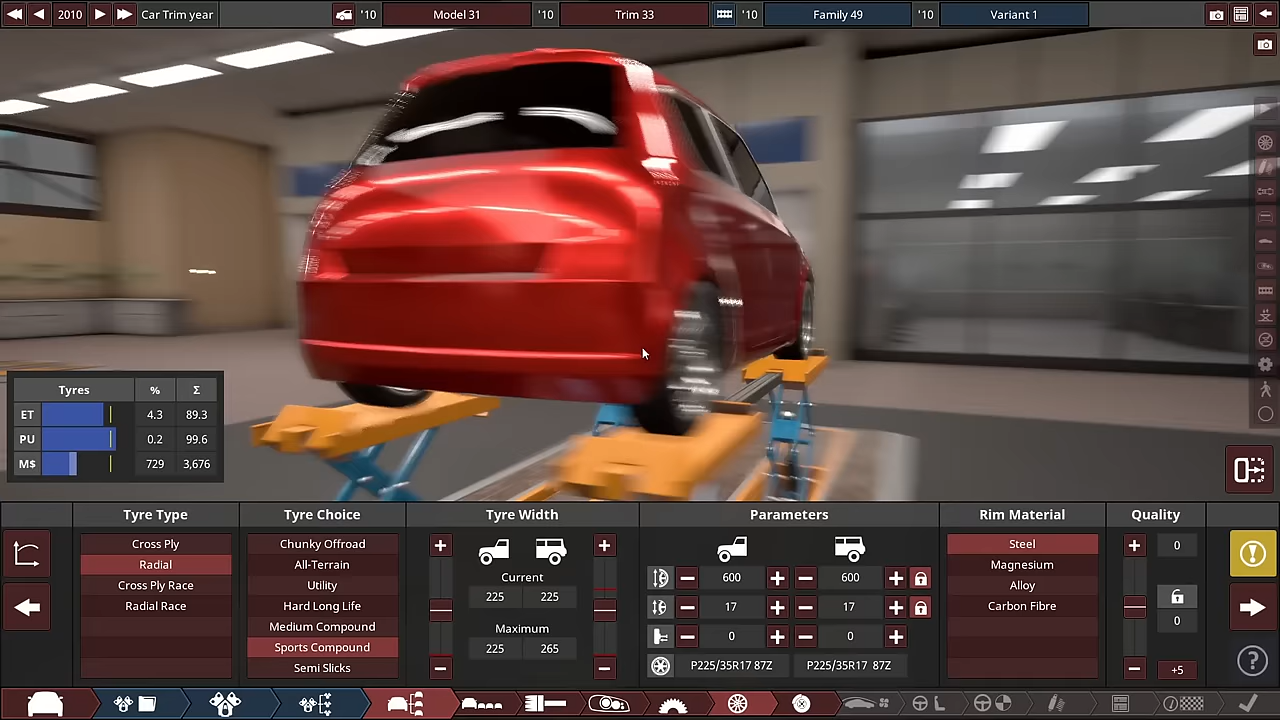 2010 Car Trim year '10 Model 31 '10 Trim 33 '10 Family 49 '10 Variant 1
Tyres % Σ
ET 4.3 89.3
PU 0.2 99.6
M$ 729 3,676
Tyre Type
Cross Ply
Radial
Cross Ply Race
Radial Race
Tyre Choice
Chunky Offroad
All-Terrain
Utility
Hard Long Life
Medium Compound
Sports Compound
Semi Slicks
Tyre Width
+ +
Current
225 225
Maximum
225 265
Parameters
600 600
17 17
0 0
P225/35R17 87Z P225/35R17 87Z
Rim Material
Steel
Magnesium
Alloy
Carbon Fibre
Quality
0
0
+5